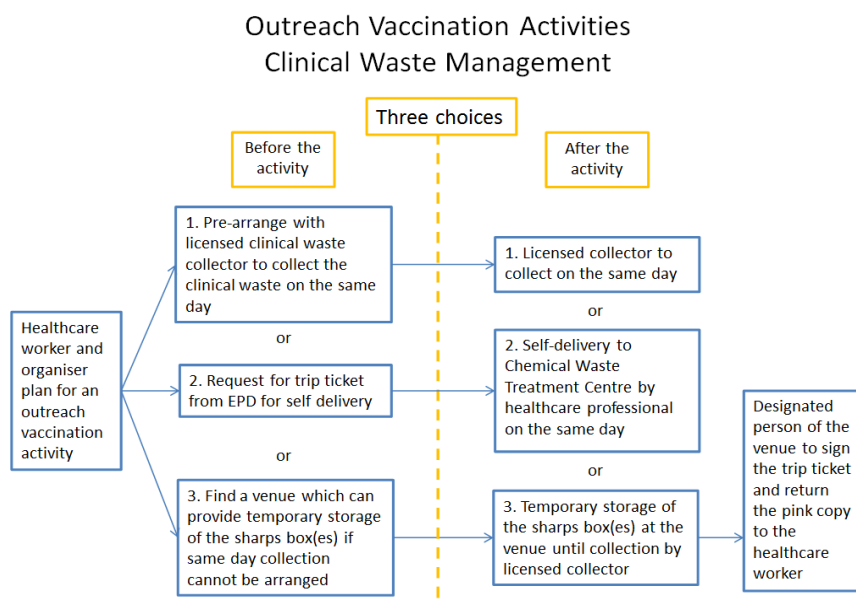 Outreach Vaccination Activities
Clinical Waste Management
Three choices
Before the
activity
After the
activity
Healthcare
worker and
organiser
plan for an
outreach
vaccination
activity
1. Pre-arrange with
licensed clinical waste
collector to collect the
clinical waste on the same
day
or
2. Request for trip ticket
from EPD for self delivery
or
3. Find a venue which can
provide temporary storage
of the sharps box(es) if
same day collection
cannot be arranged
1. Licensed collector to
collect on the same day
or
2. Self-delivery to
Chemical Waste
Treatment Centre by
healthcare professional
on the same day
or
3. Temporary storage of
the sharps box(es) at the
venue until collection by
licensed collector
Designated
person of the
venue to sign
the trip ticket
and return
the pink copy
to the
healthcare
worker